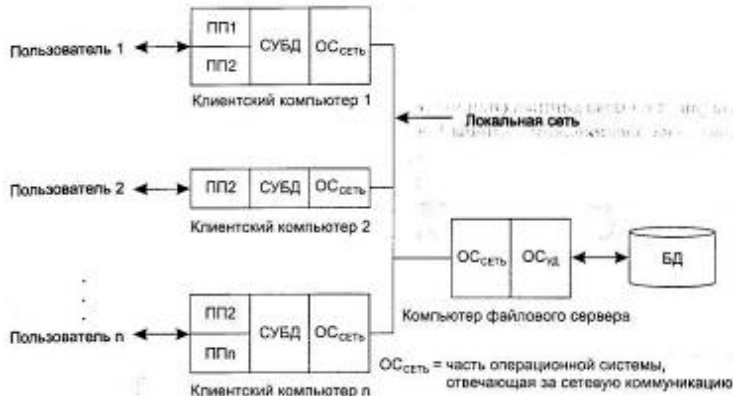 Пользователь 1
ПП1
ПП2
СУБД
ОСсеть
Клиентский компьютер 1
Локальная сеть
Пользователь 2
ПП2
СУБД
ОСсеть
Клиентский компьютер 2
ОСсеть
ОСуд
БД
Компьютер файлового сервера
Пользователь n
ПП2
ППn
СУБД
ОСсеть
Клиентский компьютер n
ОСсеть = часть операционной системы,
отвечающая за сетевую коммуникацию